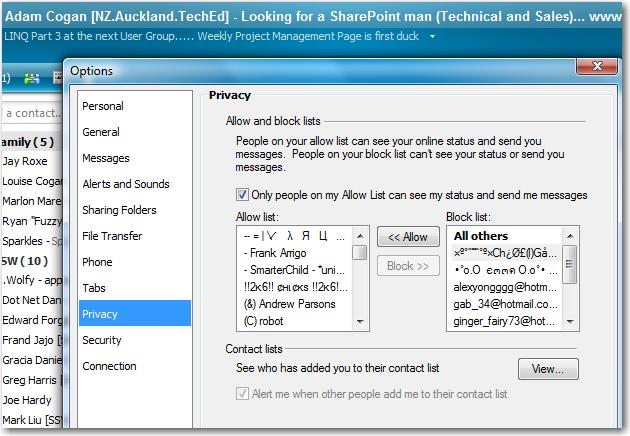 Adam Cogan [NZ.Auckland.TechEd] - Looking for a SharePoint man (Technical and Sales)... www
LINQ Part 3 at the next User Group..... Weekly Project Management Page is first duck
1)
a contact...
amily ( 5 )
Jay Roxe
Louise Cogar
Marlon Mar
Ryan "Fuzzy
Sparkles - Sp
SW ( 10 )
.Wolfy - app
Dot Net Dan
Edward Forg
Frand Jajo [S
Gracia Danie
Greg Harris [
Joe Hardy
Mark Liu [SS
Options
Personal
General
Messages
Alerts and Sounds
Sharing Folders
File Transfer
Phone
Tabs
Privacy
Security
Connection
Privacy
Allow and block lists
People on your allow list can see your online status and send you
messages. People on your block list can't see your status or send you
messages.
Only people on my Allow List can see my status and send me messages
Allow list:
- Frank Arrigo
- SmarterChild - *uni...
(&) Andrew Parsons
(C) robot
<< Allow
Block >>
Block list:
All others
alexyongggg@hotm...
gab_34@hotmail.co...
ginger_fairy73@hot...
Contact lists
See who has added you to their contact list
View...
Alert me when other people add me to their contact list